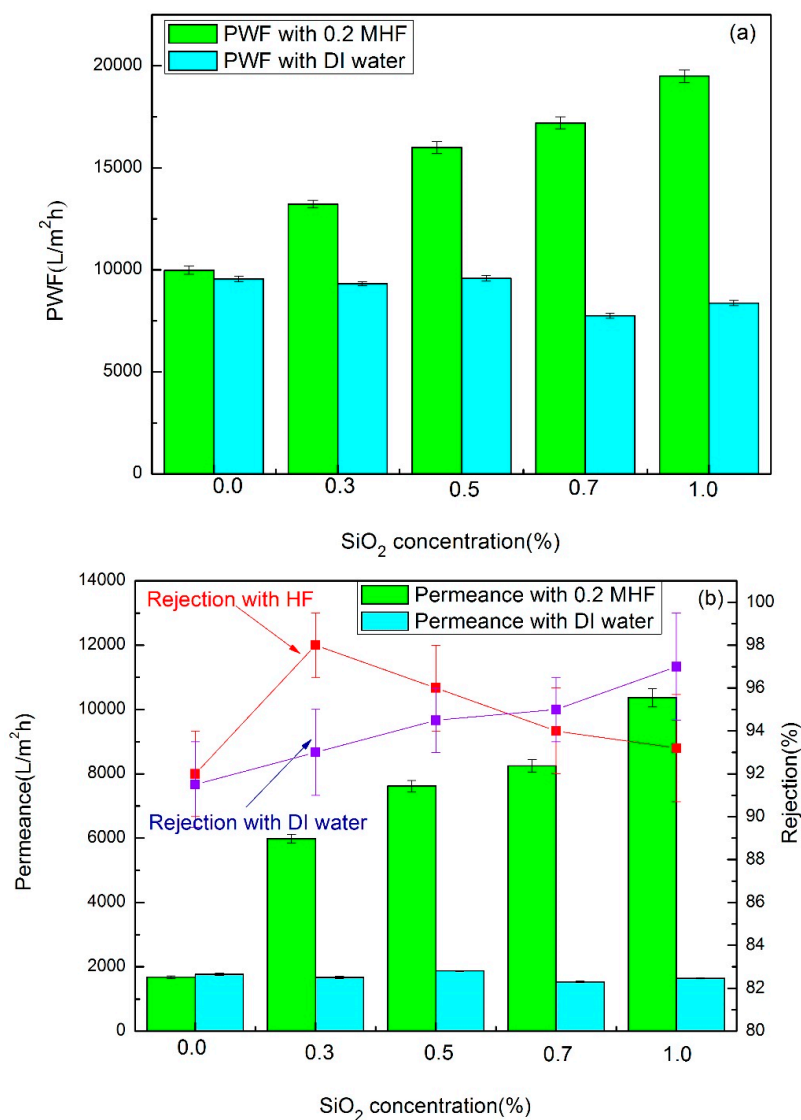 (a)
PWF with 0.2 MHF
PWF with DI water
PWF(L/m²h)
20000
15000
10000
5000
0
0.0 0.3 0.5 0.7 1.0
SiO₂ concentration(%)
(b)
Permeance with 0.2 MHF
Permeance with DI water
Rejection with HF
Rejection with DI water
Permeance(L/m²h)
14000
12000
10000
8000
6000
4000
2000
0
Rejection(%)
100
98
96
94
92
90
88
86
84
82
80
0.0 0.3 0.5 0.7 1.0
SiO₂ concentration(%)